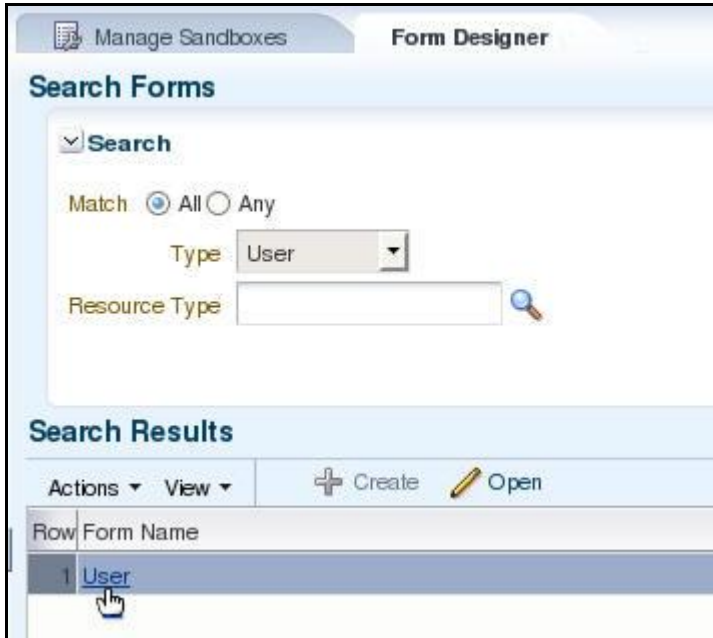 Manage Sandboxes Form Designer
Search Forms
Search
Match All Any
Type User
Resource Type
Search Results
Actions View Create Open
Row Form Name
1 User